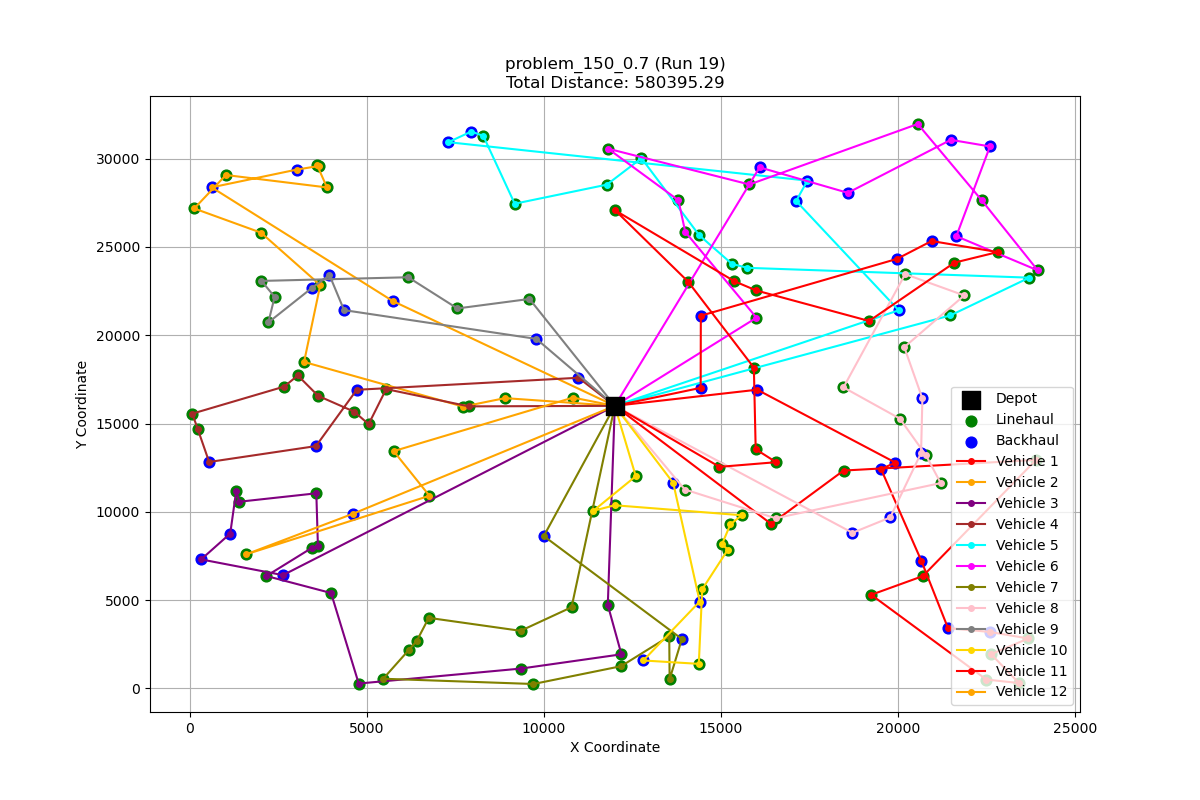 problem_150_0.7 (Run 19)
Total Distance: 580395.29
30000
25000
20000
15000
10000
5000
0
Y Coordinate
0
5000
10000
15000
20000
25000
X Coordinate
Depot
Linehaul
Backhaul
Vehicle 1
Vehicle 2
Vehicle 3
Vehicle 4
Vehicle 5
Vehicle 6
Vehicle 7
Vehicle 8
Vehicle 9
Vehicle 10
Vehicle 11
Vehicle 12